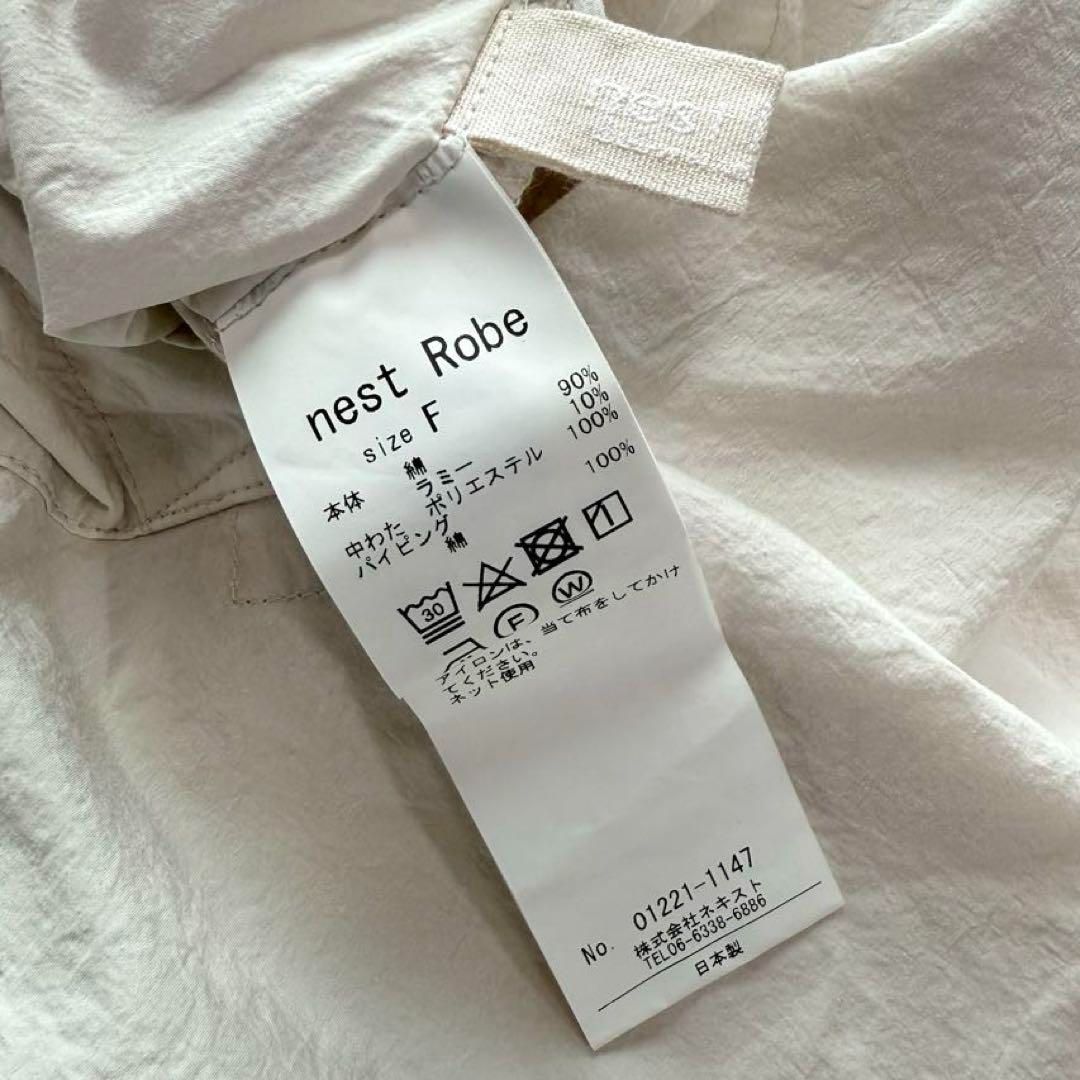 nest
nest Robe
size F
本体 綿 90%
ラミー 10%
中わた ポリエステル 100%
パイピング 綿 100%
30
1
F
W
アイロンは、当て布をしてかけ
てください。
ネット使用
No. 01221-1147
株式会社ネキスト
TEL06-6338-6886
日本製